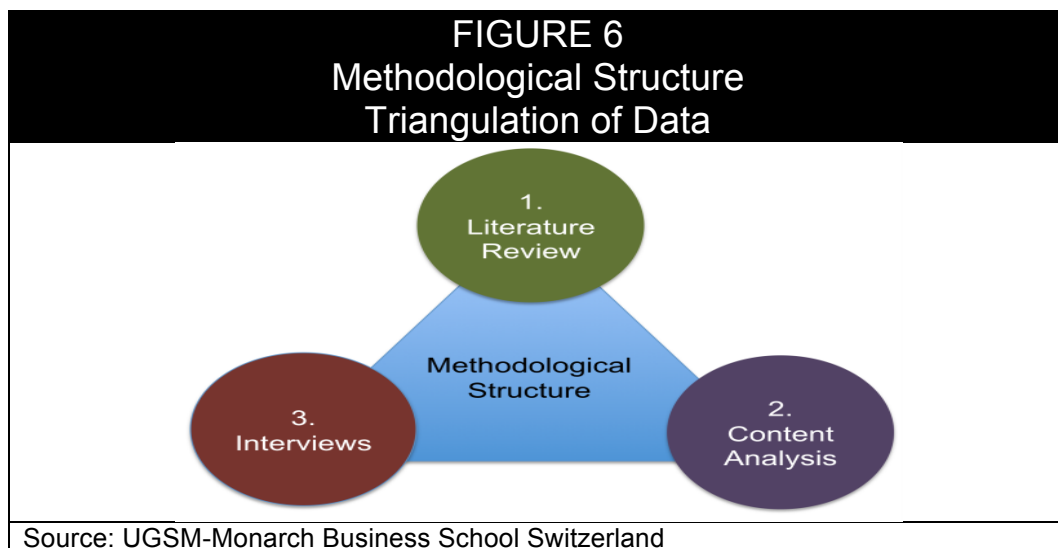 FIGURE 6
Methodological Structure
Triangulation of Data
1.
Literature
Review
Methodological
Structure
3.
Interviews
2.
Content
Analysis
Source: UGSM-Monarch Business School Switzerland